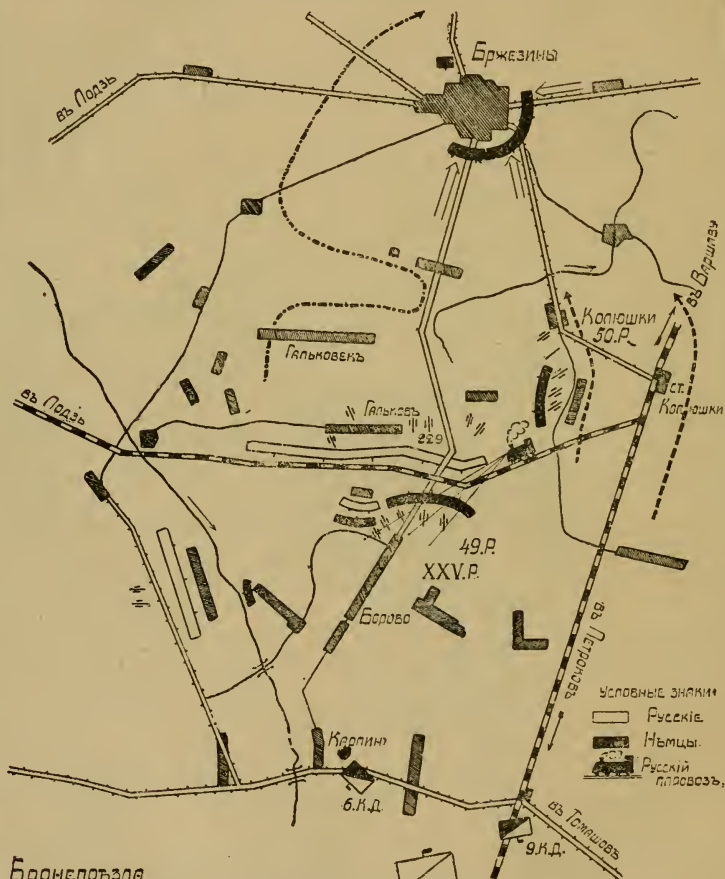 Бржезины
въ Лодзь
въ Варшаву
Колюшки
50.Р.
ст.
Колюшки
Гальковекъ
въ Лодзь
Гальковъ
229
49.Р.
XXV.Р.
Борово
въ Петроковъ
Условные знаки
Русскіе
Нѣмцы.
Русскій
паровозъ.
Карпинъ
6.К.Д.
въ Томашовъ
9.К.Д.
Бронепоѣзда